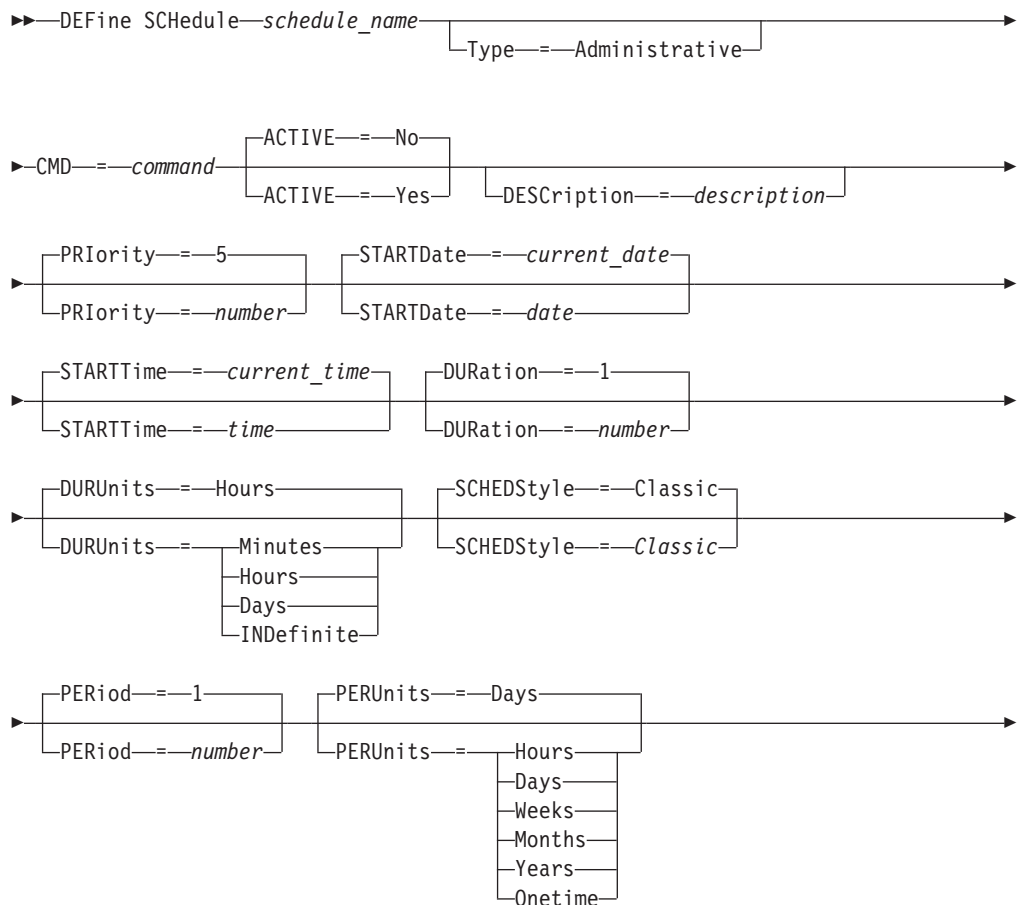 DEFine SCHedule schedule_name
Type = Administrative
ACTIVE = No
CMD = command
ACTIVE = Yes
DESCription = description
PRIority = 5 STARTDate = current_date
PRIority = number STARTDate = date
STARTTime = current_time DURation = 1
STARTTime = time DURation = number
DURUnits = Hours SCHEDStyle = Classic
DURUnits = Minutes SCHEDStyle = Classic
Hours
Days
INDefinite
PERiod = 1 PERUnits = Days
PERiod = number PERUnits = Hours
Days
Weeks
Months
Years
Onetime